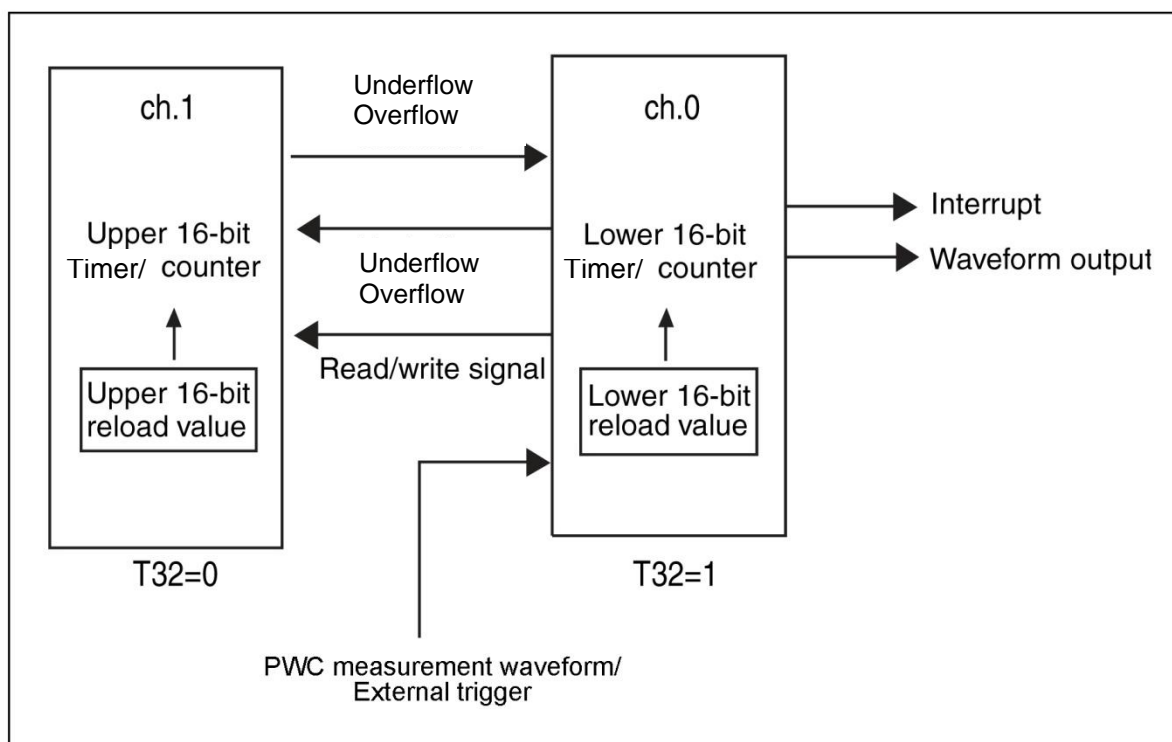 ch.1
Upper 16-bit
Timer/ counter
Upper 16-bit
reload value
T32=0
Underflow
Overflow
Underflow
Overflow
Read/write signal
ch.0
Lower 16-bit
Timer/ counter
Lower 16-bit
reload value
T32=1
Interrupt
Waveform output
PWC measurement waveform/
External trigger